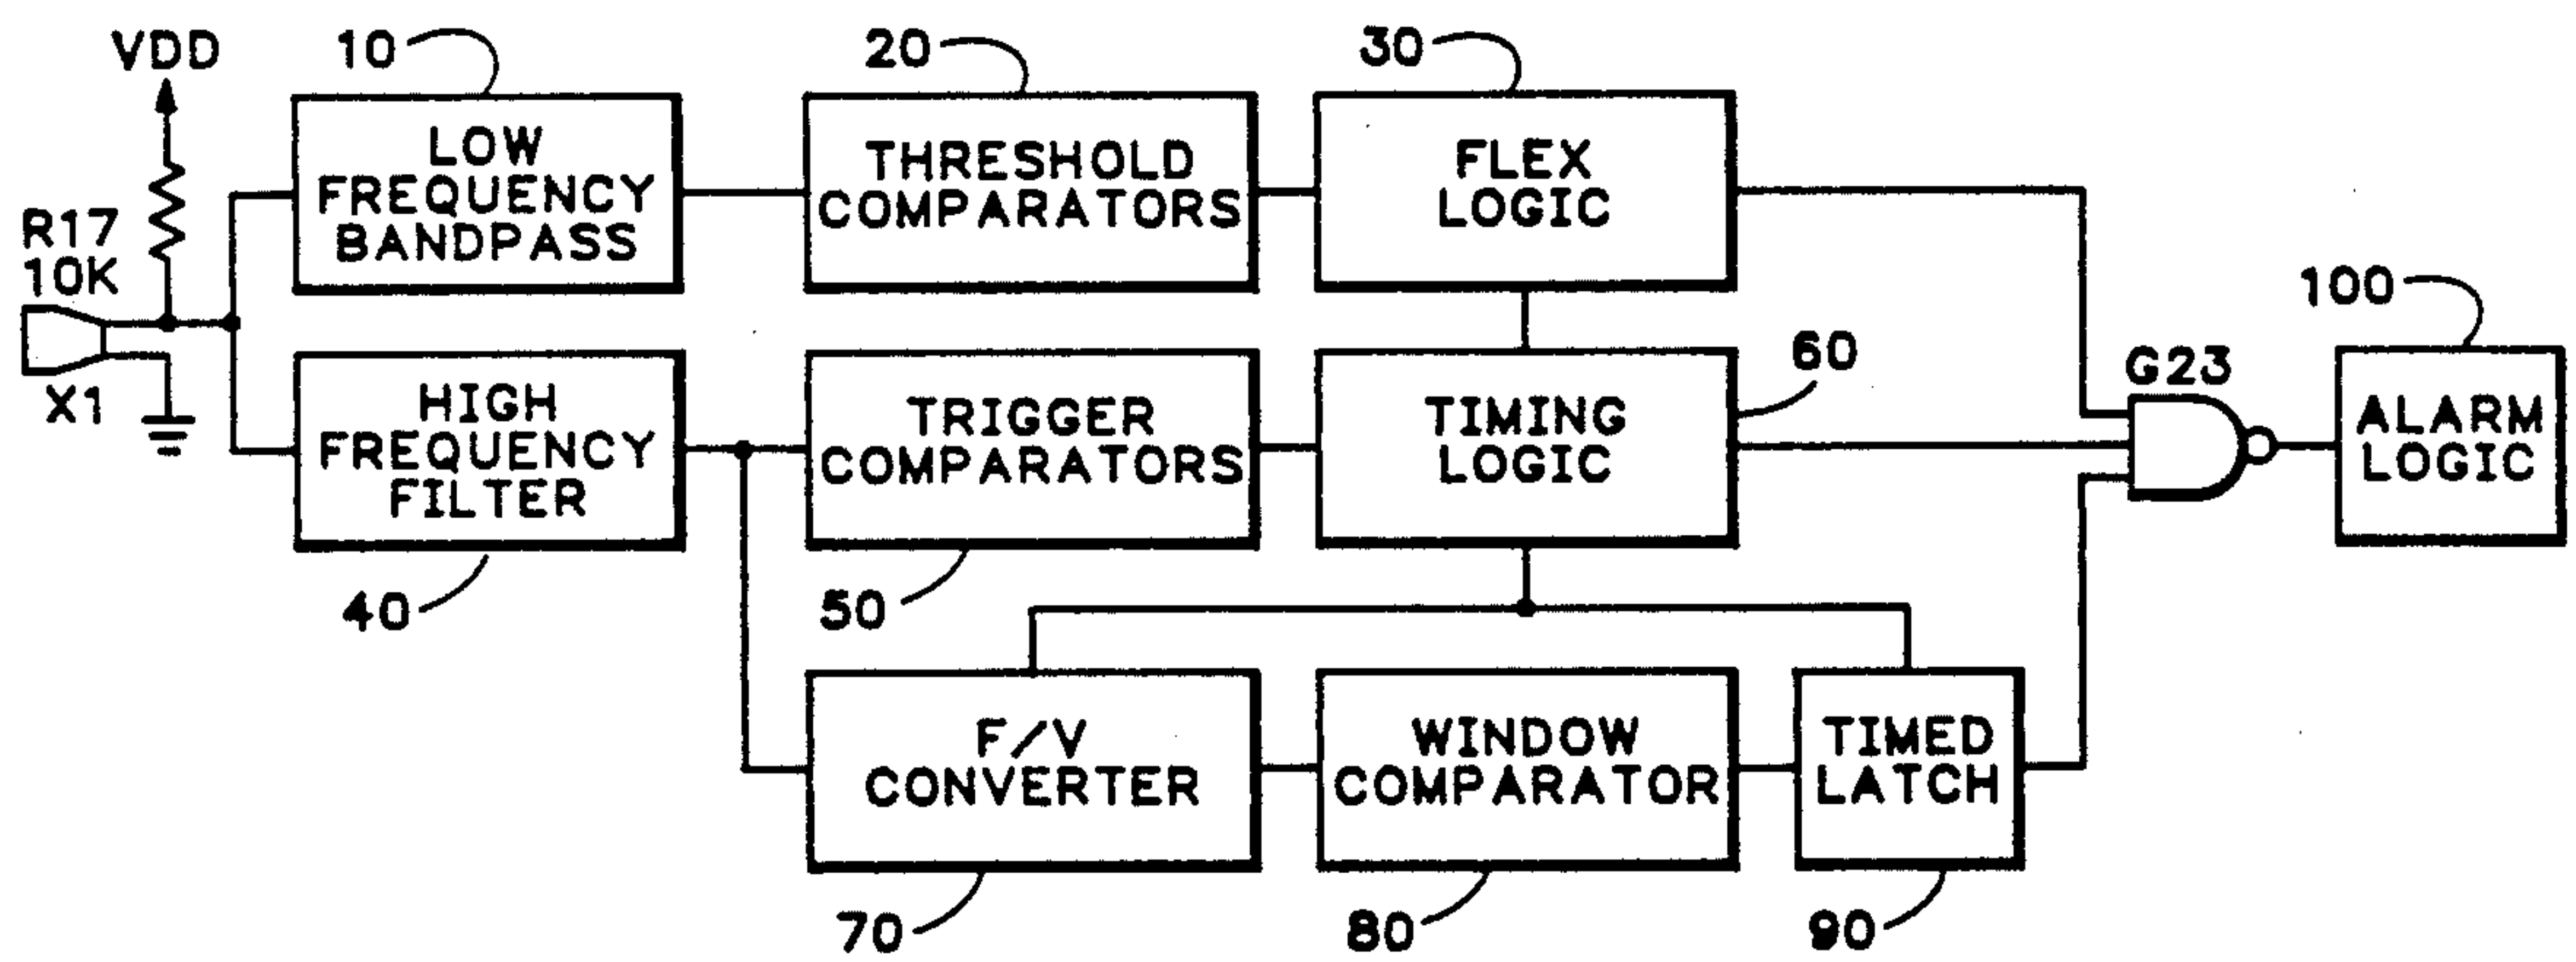 VDD
10
20
30
LOW
FREQUENCY
BANDPASS
THRESHOLD
COMPARATORS
FLEX
LOGIC
R17
10K
X1
100
HIGH
FREQUENCY
FILTER
TRIGGER
COMPARATORS
TIMING
LOGIC
60
G23
ALARM
LOGIC
40
50
F/V
CONVERTER
WINDOW
COMPARATOR
TIMED
LATCH
70
80
90